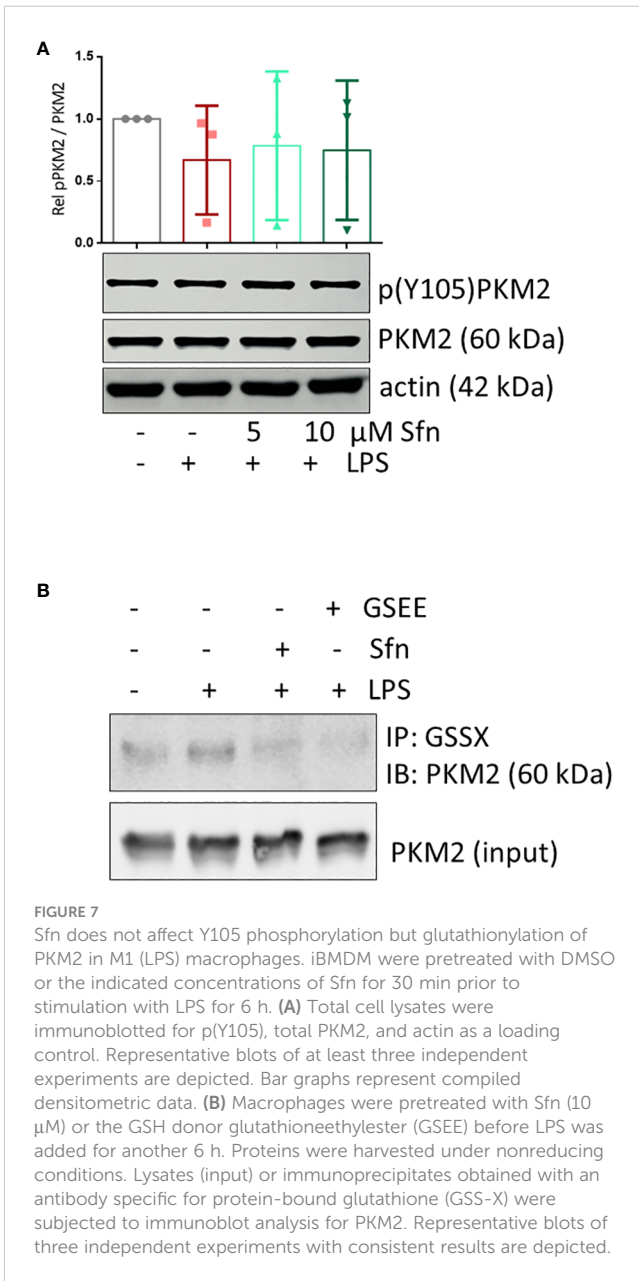 A
Rel pPKM2 / PKM2
1.5
1.0
0.5
0.0
p(Y105)PKM2
PKM2 (60 kDa)
actin (42 kDa)
- - 5 10 µM Sfn
- + + + LPS
B
- - - + GSEE
- - + - Sfn
- + + + LPS
IP: GSSX
IB: PKM2 (60 kDa)
PKM2 (input)
FIGURE 7
Sfn does not affect Y105 phosphorylation but glutathionylation of
PKM2 in M1 (LPS) macrophages. iBMDM were pretreated with DMSO
or the indicated concentrations of Sfn for 30 min prior to
stimulation with LPS for 6 h. (A) Total cell lysates were
immunoblotted for p(Y105), total PKM2, and actin as a loading
control. Representative blots of at least three independent
experiments are depicted. Bar graphs represent compiled
densitometric data. (B) Macrophages were pretreated with Sfn (10
µM) or the GSH donor glutathioneethylester (GSEE) before LPS was
added for another 6 h. Proteins were harvested under nonreducing
conditions. Lysates (input) or immunoprecipitates obtained with an
antibody specific for protein-bound glutathione (GSS-X) were
subjected to immunoblot analysis for PKM2. Representative blots of
three independent experiments with consistent results are depicted.